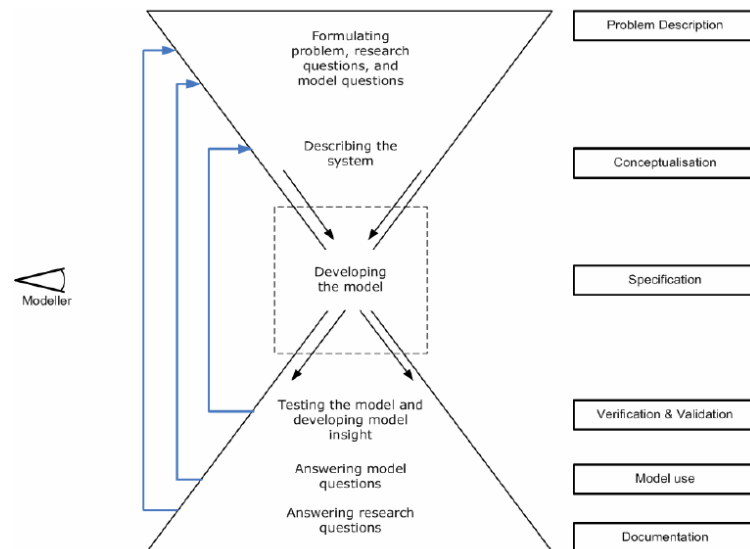 Formulating
problem, research
questions, and
model questions
Problem Description
Describing the
system
Conceptualisation
Developing
the model
Specification
Modeller
Testing the model and
developing model
insight
Verification & Validation
Answering model
questions
Model use
Answering research
questions
Documentation